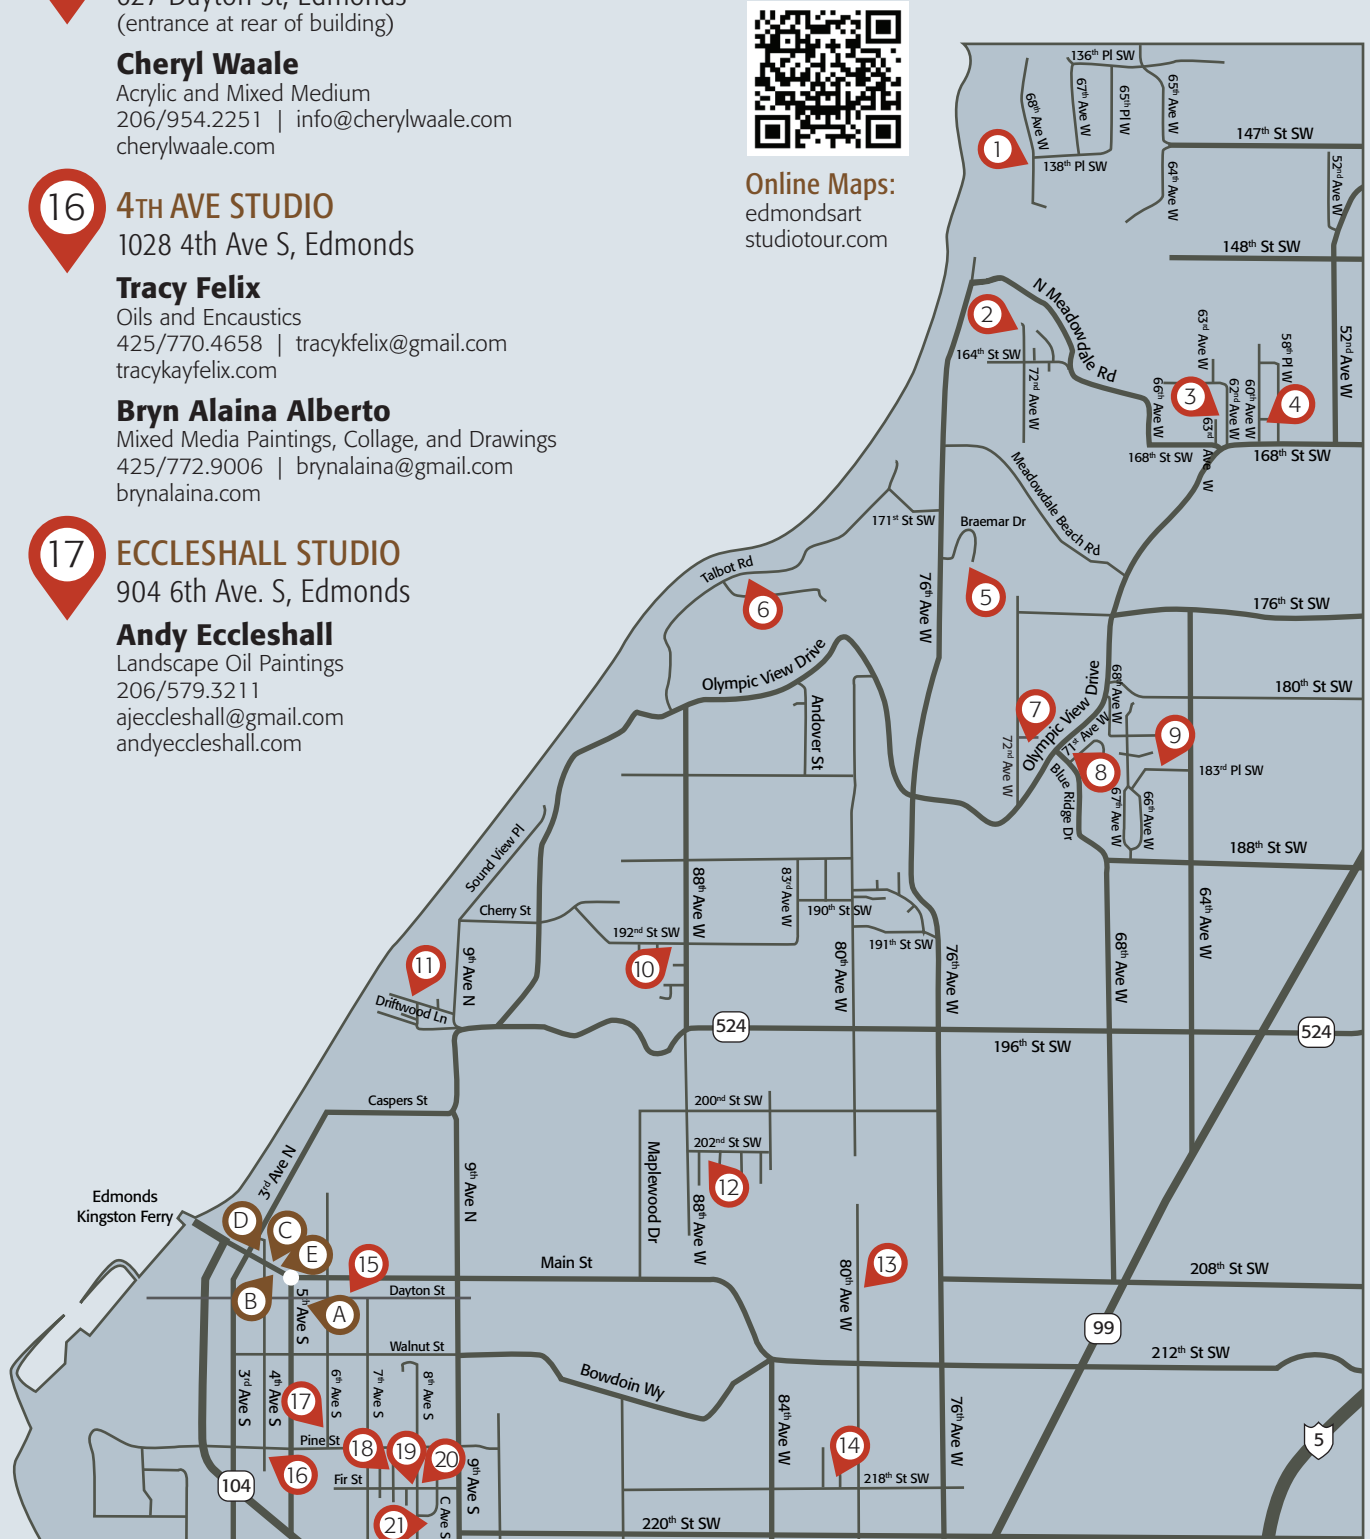 627 Dayton St, Edmonds
(entrance at rear of building)
Cheryl Waale
Acrylic and Mixed Medium
206/954.2251 | info@cherylwaale.com
cherylwaale.com
16
4TH AVE STUDIO
1028 4th Ave S, Edmonds
Tracy Felix
Oils and Encaustics
425/770.4658 | tracykfelix@gmail.com
tracykayfelix.com
Bryn Alaina Alberto
Mixed Media Paintings, Collage, and Drawings
425/772.9006 | brynalaina@gmail.com
brynalaina.com
17
ECCLESHALL STUDIO
904 6th Ave. S, Edmonds
Andy Eccleshall
Landscape Oil Paintings
206/579.3211
ajeccleshall@gmail.com
andyeccleshall.com
Online Maps:
edmondsart
studiotour.com
136th Pl SW
68th Ave W
67th Ave W
65th Pl W
65th Ave W
147th St SW
1
138th Pl SW
64th Ave W
52nd Ave W
148th St SW
N Meadowdale Rd
2
164th St SW
72nd Ave W
63rd Ave W
58th Pl W
52nd Ave W
66th Ave W
3
62nd Ave W
60th Ave W
4
63rd Ave W
168th St SW
168th St SW
Meadowdale Beach Rd
171st St SW
Braemar Dr
Talbot Rd
76th Ave W
5
6
176th St SW
Olympic View Drive
Olympic View Drive
68th Ave W
180th St SW
Andover St
7
71st Ave W
9
72nd Ave W
8
183rd Pl SW
Blue Ridge Dr
67th Ave W
66th Ave W
Sound View Pl
188th St SW
88th Ave W
83rd Ave W
64th Ave W
Cherry St
190th St SW
192nd St SW
191th St SW
9th Ave N
80th Ave W
76th Ave W
68th Ave W
11
10
Driftwood Ln
524
524
196th St SW
Caspers St
200th St SW
202nd St SW
3rd Ave N
9th Ave N
Maplewood Dr
12
88th Ave W
Edmonds
Kingston Ferry
D
C
E
15
Main St
80th Ave W
13
208th St SW
B
5th Ave S
A
Dayton St
99
Walnut St
212th St SW
3rd Ave S
4th Ave S
17
6th Ave S
7th Ave S
8th Ave S
Bowdoin Wy
84th Ave W
76th Ave W
5
Pine St
18
19
20
14
16
Fir St
9th Ave S
218th St SW
104
C Ave S
21
220th St SW